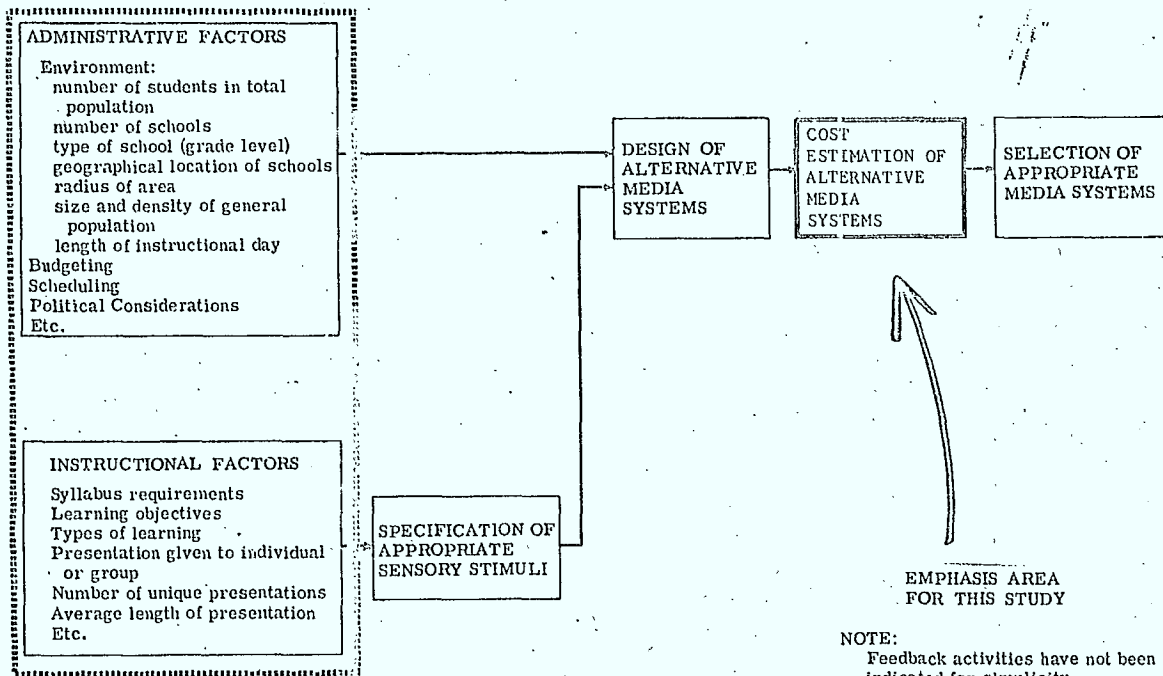 ADMINISTRATIVE FACTORS
Environment:
number of students in total
population
number of schools
type of school (grade level)
geographical location of schools
radius of area
size and density of general
population
length of instructional day
Budgeting
Scheduling
Political Considerations
Etc.
INSTRUCTIONAL FACTORS
Syllabus requirements
Learning objectives
Types of learning
Presentation given to individual
or group
Number of unique presentations
Average length of presentation
Etc.
SPECIFICATION OF
APPROPRIATE
SENSORY STIMULI
DESIGN OF
ALTERNATIVE
MEDIA
SYSTEMS
COST
ESTIMATION OF
ALTERNATIVE
MEDIA
SYSTEMS
SELECTION OF
APPROPRIATE
MEDIA SYSTEMS
EMPHASIS AREA
FOR THIS STUDY
NOTE:
Feedback activities have not been
indicated for simplicity